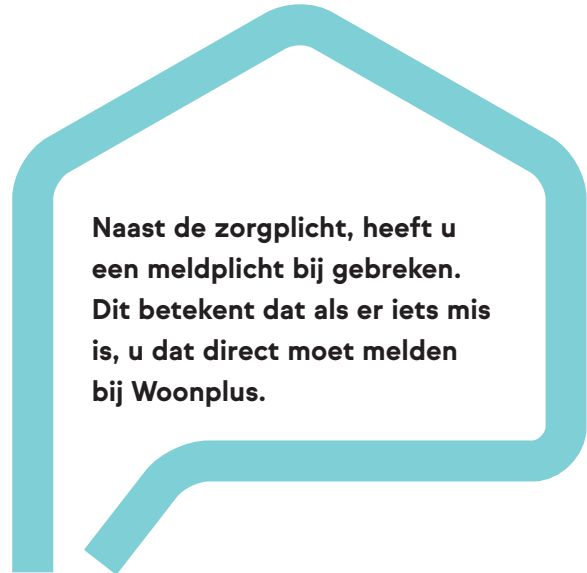 Naast de zorgplicht, heeft u
een meldplicht bij gebreken.
Dit betekent dat als er iets mis
is, u dat direct moet melden
bij Woonplus.